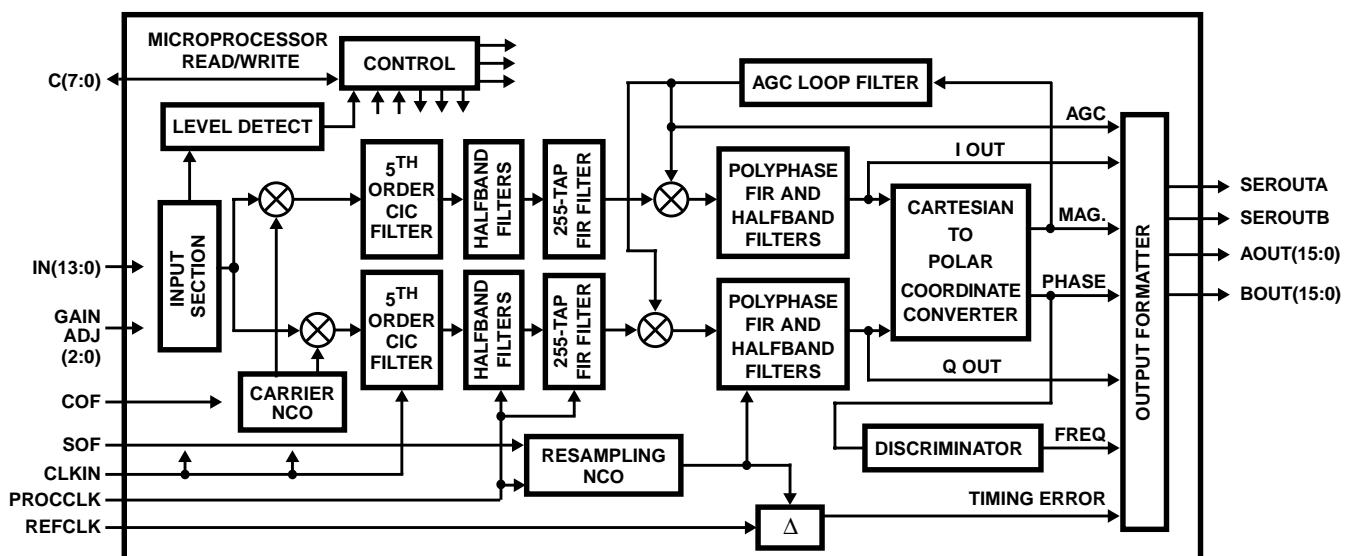 MICROPROCESSOR
READ/WRITE
C(7:0)
CONTROL
AGC LOOP FILTER
LEVEL DETECT
AGC
I OUT
5TH
ORDER
CIC
FILTER
HALFBAND
FILTERS
255-TAP
FIR FILTER
POLYPHASE
FIR AND
HALFBAND
FILTERS
CARTESIAN
TO
POLAR
COORDINATE
CONVERTER
MAG.
PHASE
OUTPUT FORMATTER
SEROUTA
SEROUTB
AOUT(15:0)
BOUT(15:0)
IN(13:0)
INPUT
SECTION
GAIN
ADJ
(2:0)
5TH
ORDER
CIC
FILTER
HALFBAND
FILTERS
255-TAP
FIR FILTER
POLYPHASE
FIR AND
HALFBAND
FILTERS
Q OUT
COF
CARRIER
NCO
SOF
CLKIN
PROCCLK
REFCLK
RESAMPLING
NCO
DISCRIMINATOR
FREQ
TIMING ERROR
Δ